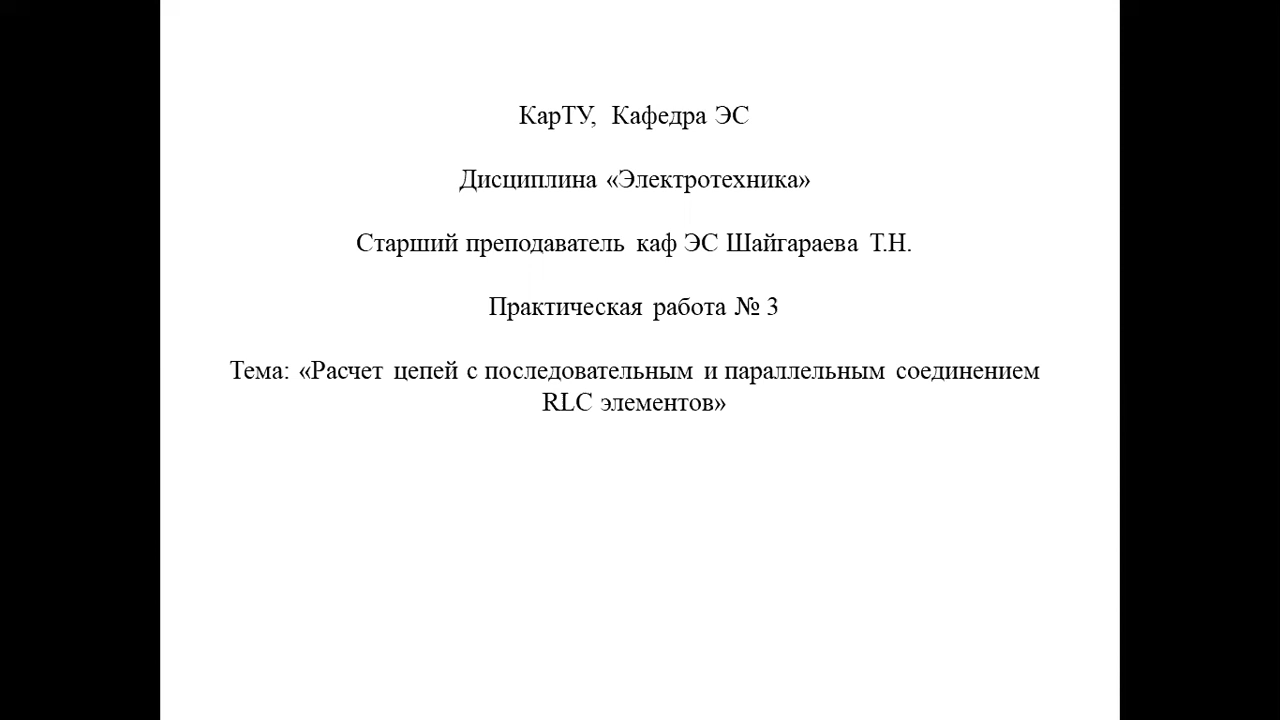 КарТУ, Кафедра ЭС
Дисциплина «Электротехника»
Старший преподаватель каф ЭС Шайгараева Т.Н.
Практическая работа № 3
Тема: «Расчет цепей с последовательным и параллельным соединением
RLC элементов»